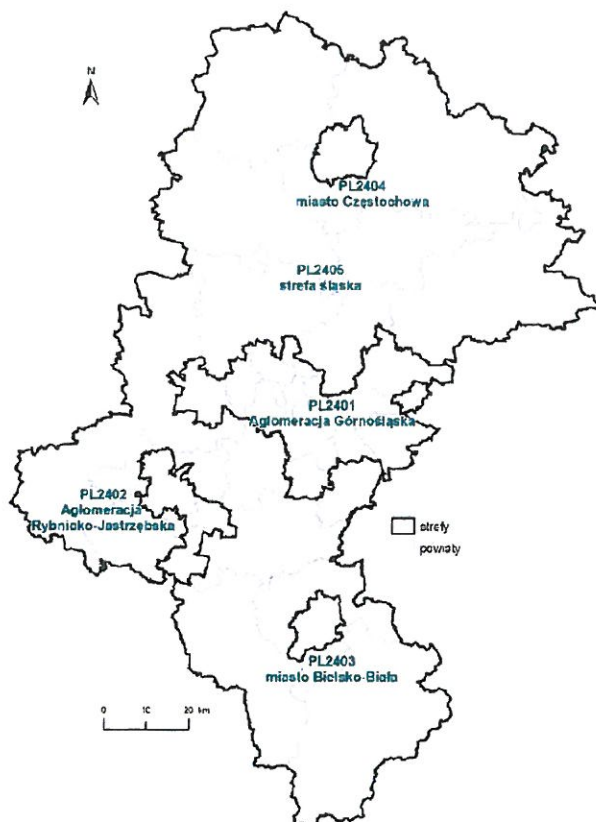 N
PL2404
miasto Częstochowa
PL2405
strefa śląska
PL2401
Aglomeracja Górnośląska
PL2402
Aglomeracja
Rybnicko-Jastrzębska
strefy
powiaty
PL2403
miasto Bielsko-Biała
0 10 20 km